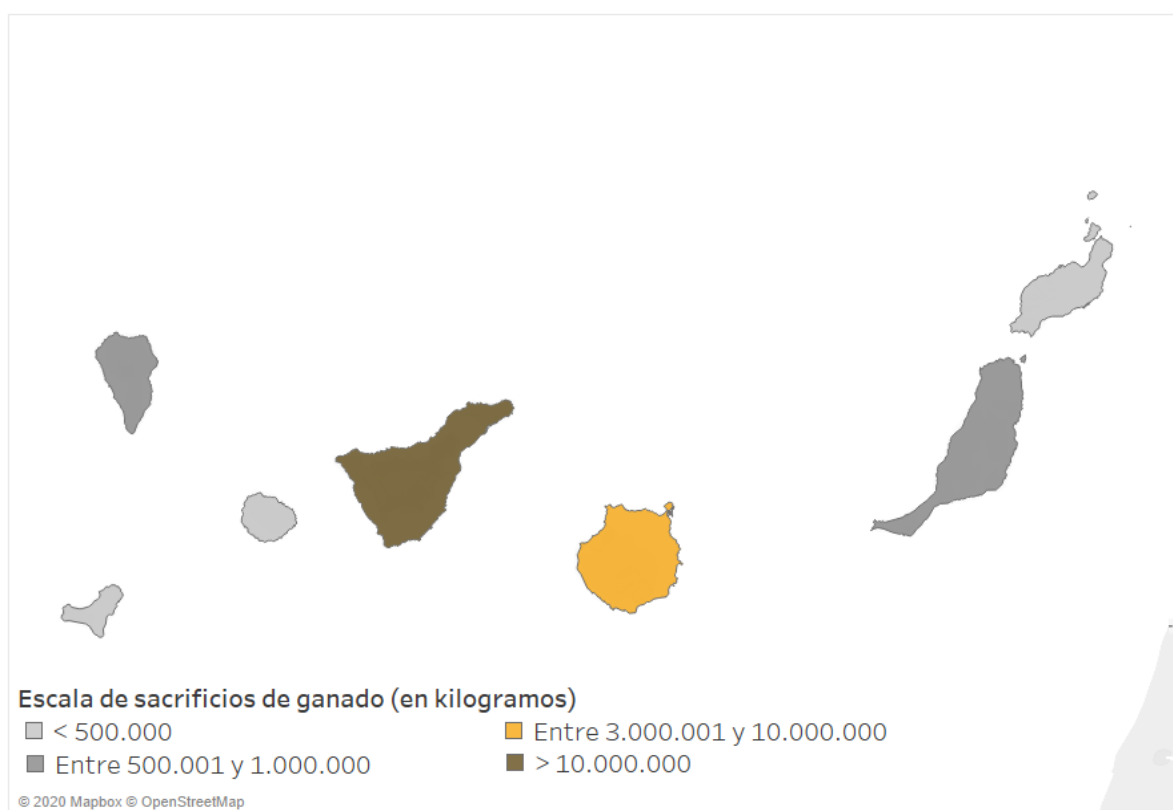 Escala de sacrificios de ganado (en kilogramos)
< 500.000
Entre 3.000.001 y 10.000.000
Entre 500.001 y 1.000.000
> 10.000.000
© 2020 Mapbox © OpenStreetMap